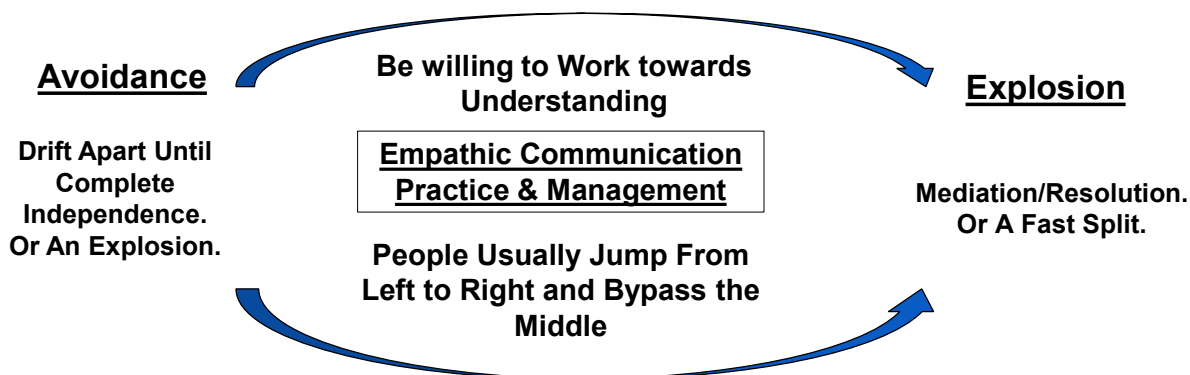 Avoidance
Drift Apart Until
Complete
Independence.
Or An Explosion.
Be willing to Work towards
Understanding
Empathic Communication
Practice & Management
People Usually Jump From
Left to Right and Bypass the
Middle
Explosion
Mediation/Resolution.
Or A Fast Split.